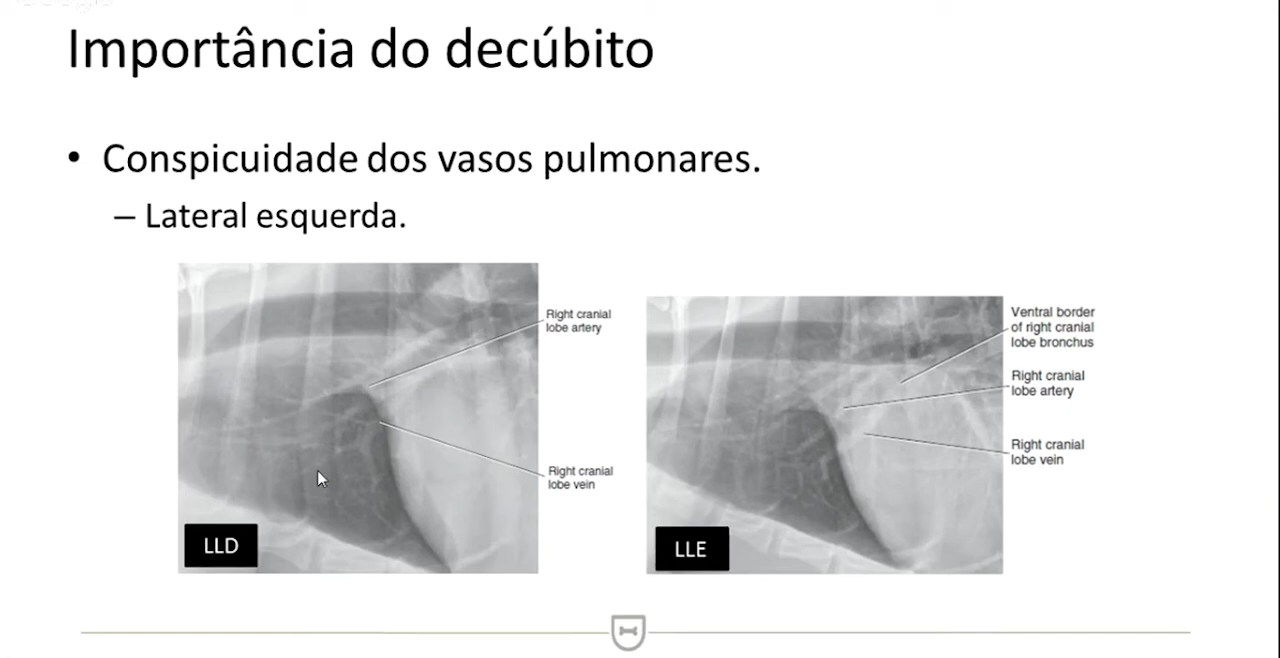 Importância do decúbito
• Conspicuidade dos vasos pulmonares.
– Lateral esquerda.
Right cranial
lobe artery
Right cranial
lobe vein
LLD
Ventral border
of right cranial
lobe bronchus
Right cranial
lobe artery
Right cranial
lobe vein
LLE